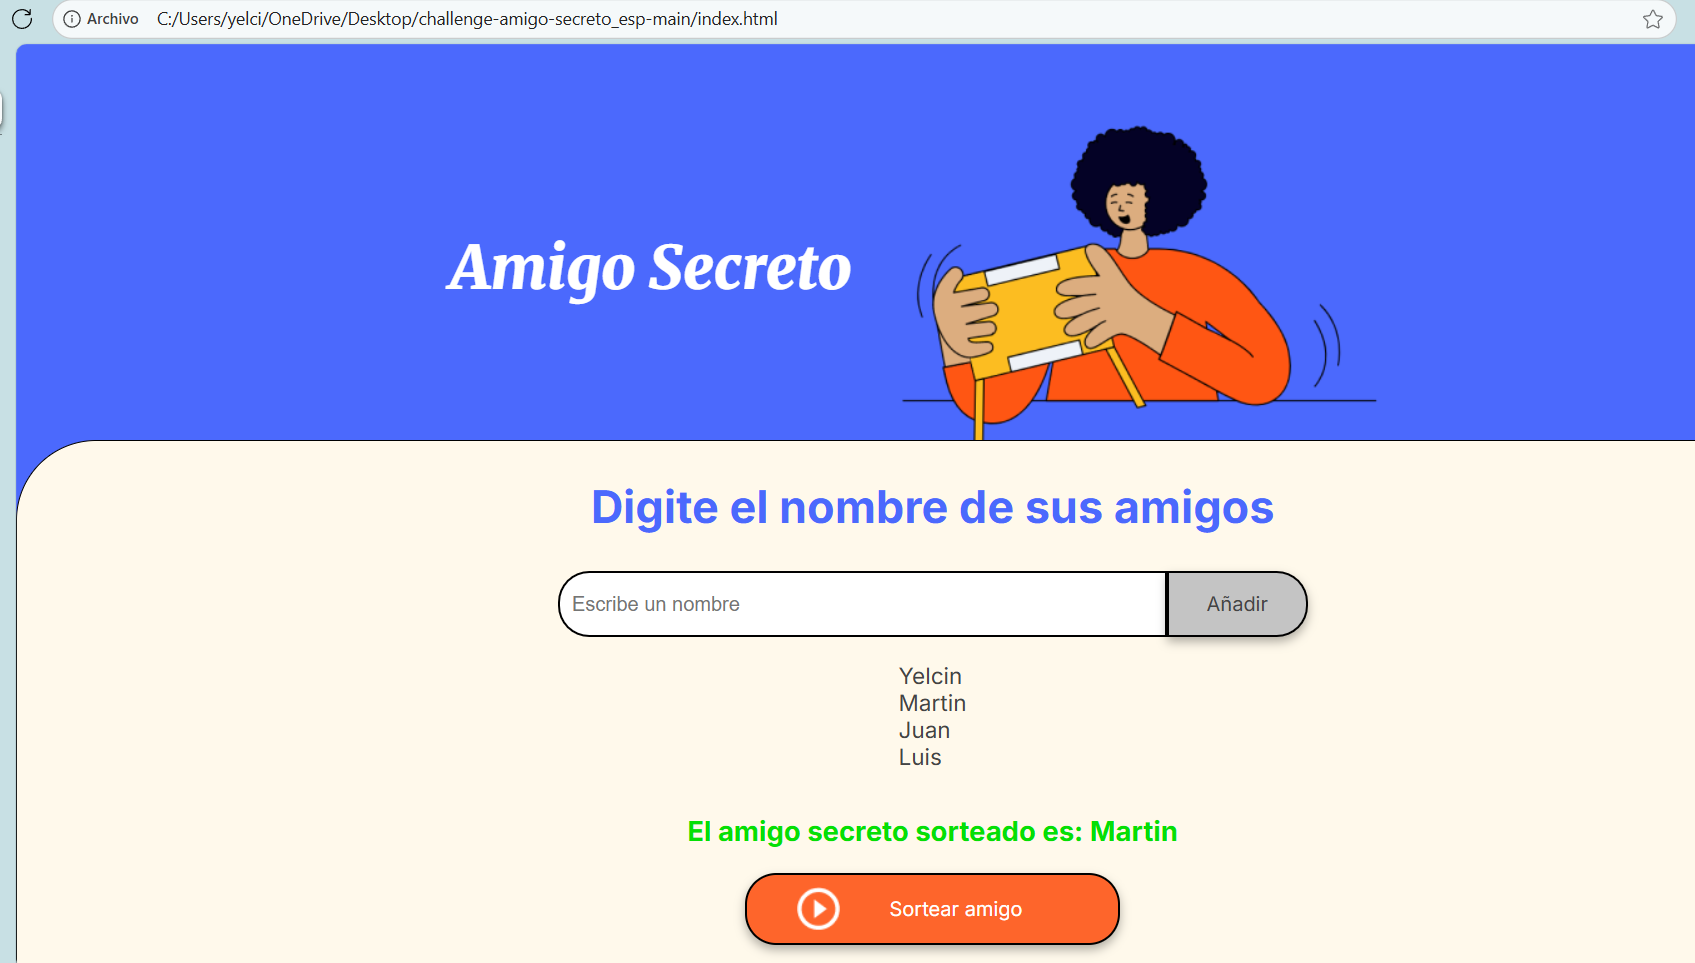 Archivo C:/Users/yelci/OneDrive/Desktop/challenge-amigo-secreto_esp-main/index.html
Amigo Secreto
Digite el nombre de sus amigos
Escribe un nombre Añadir
Yelcin
Martin
Juan
Luis
El amigo secreto sorteado es: Martin
Sortear amigo